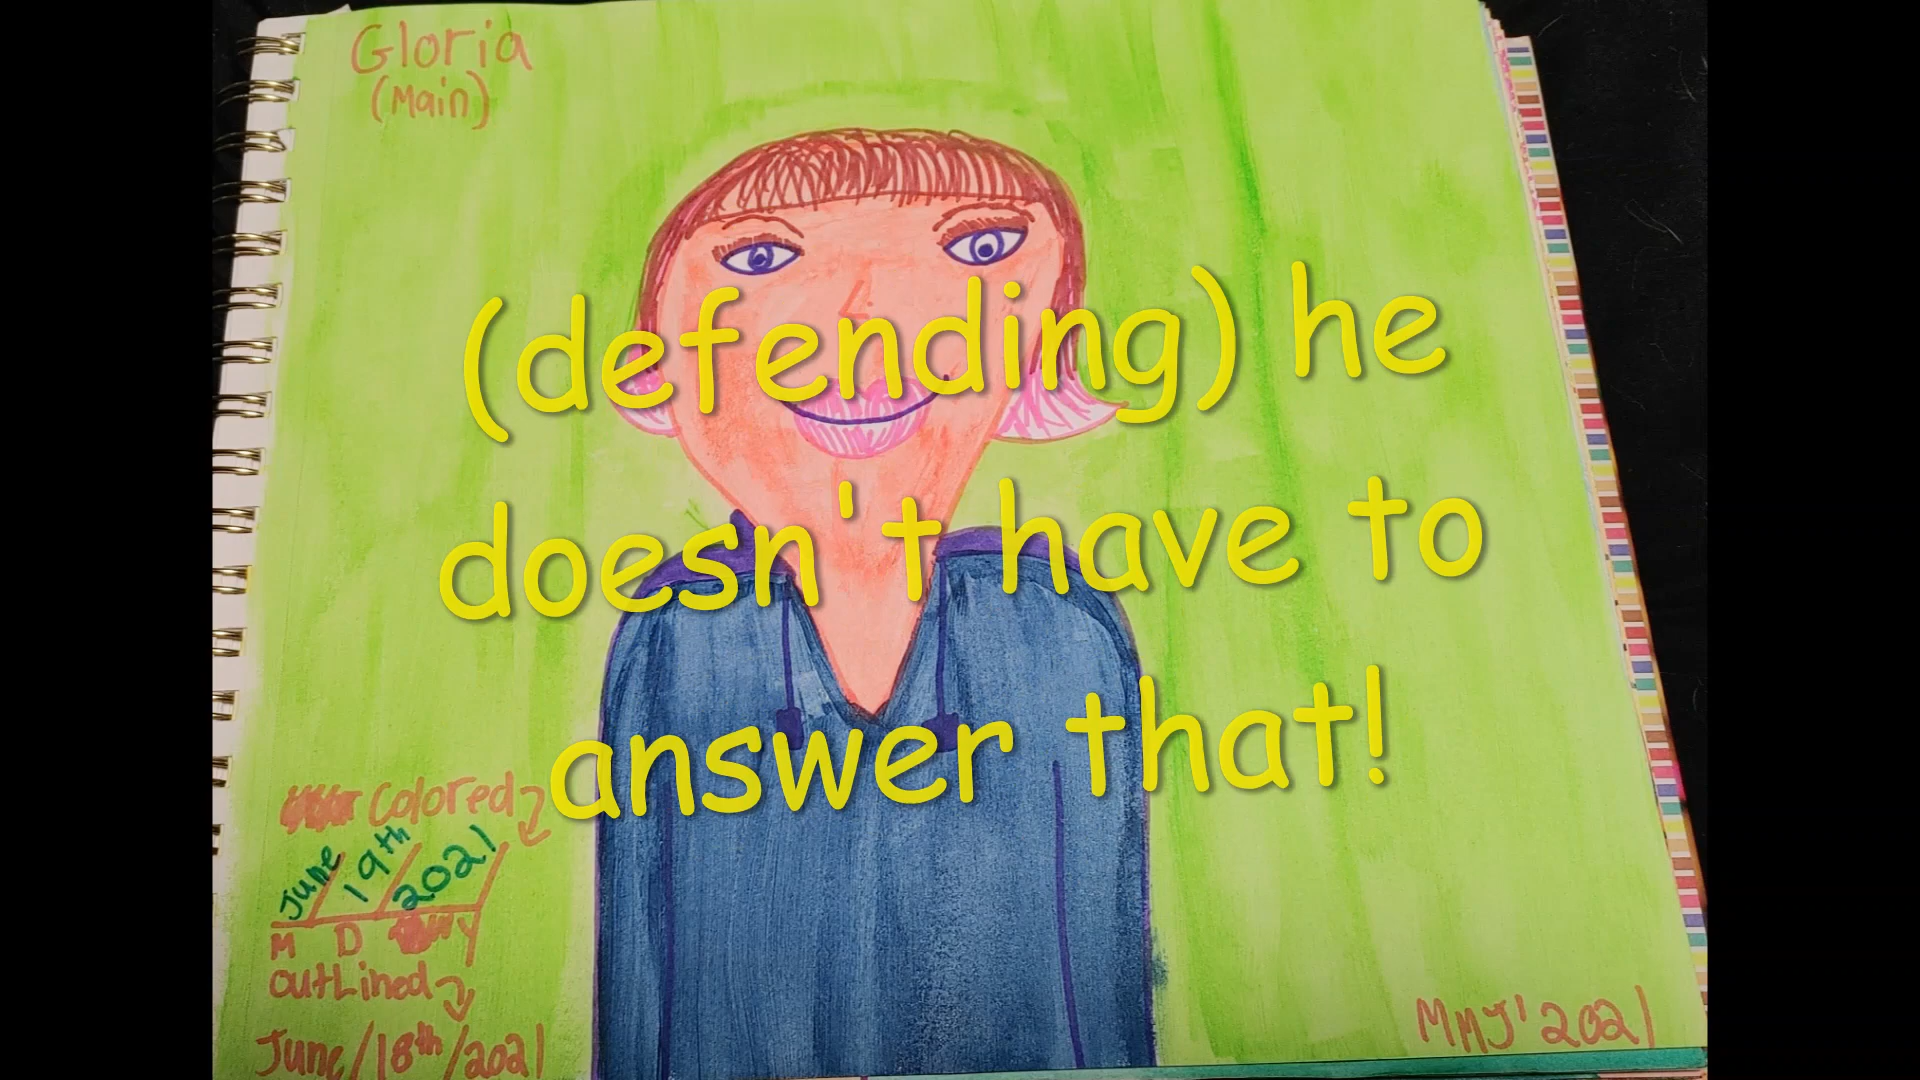 Gloria
(Main)
(defending) he
doesn't have to
answer that!
Colored
June / 19th / 2021
M D Y
OutLined
June/18th/2021
MMJ'2021